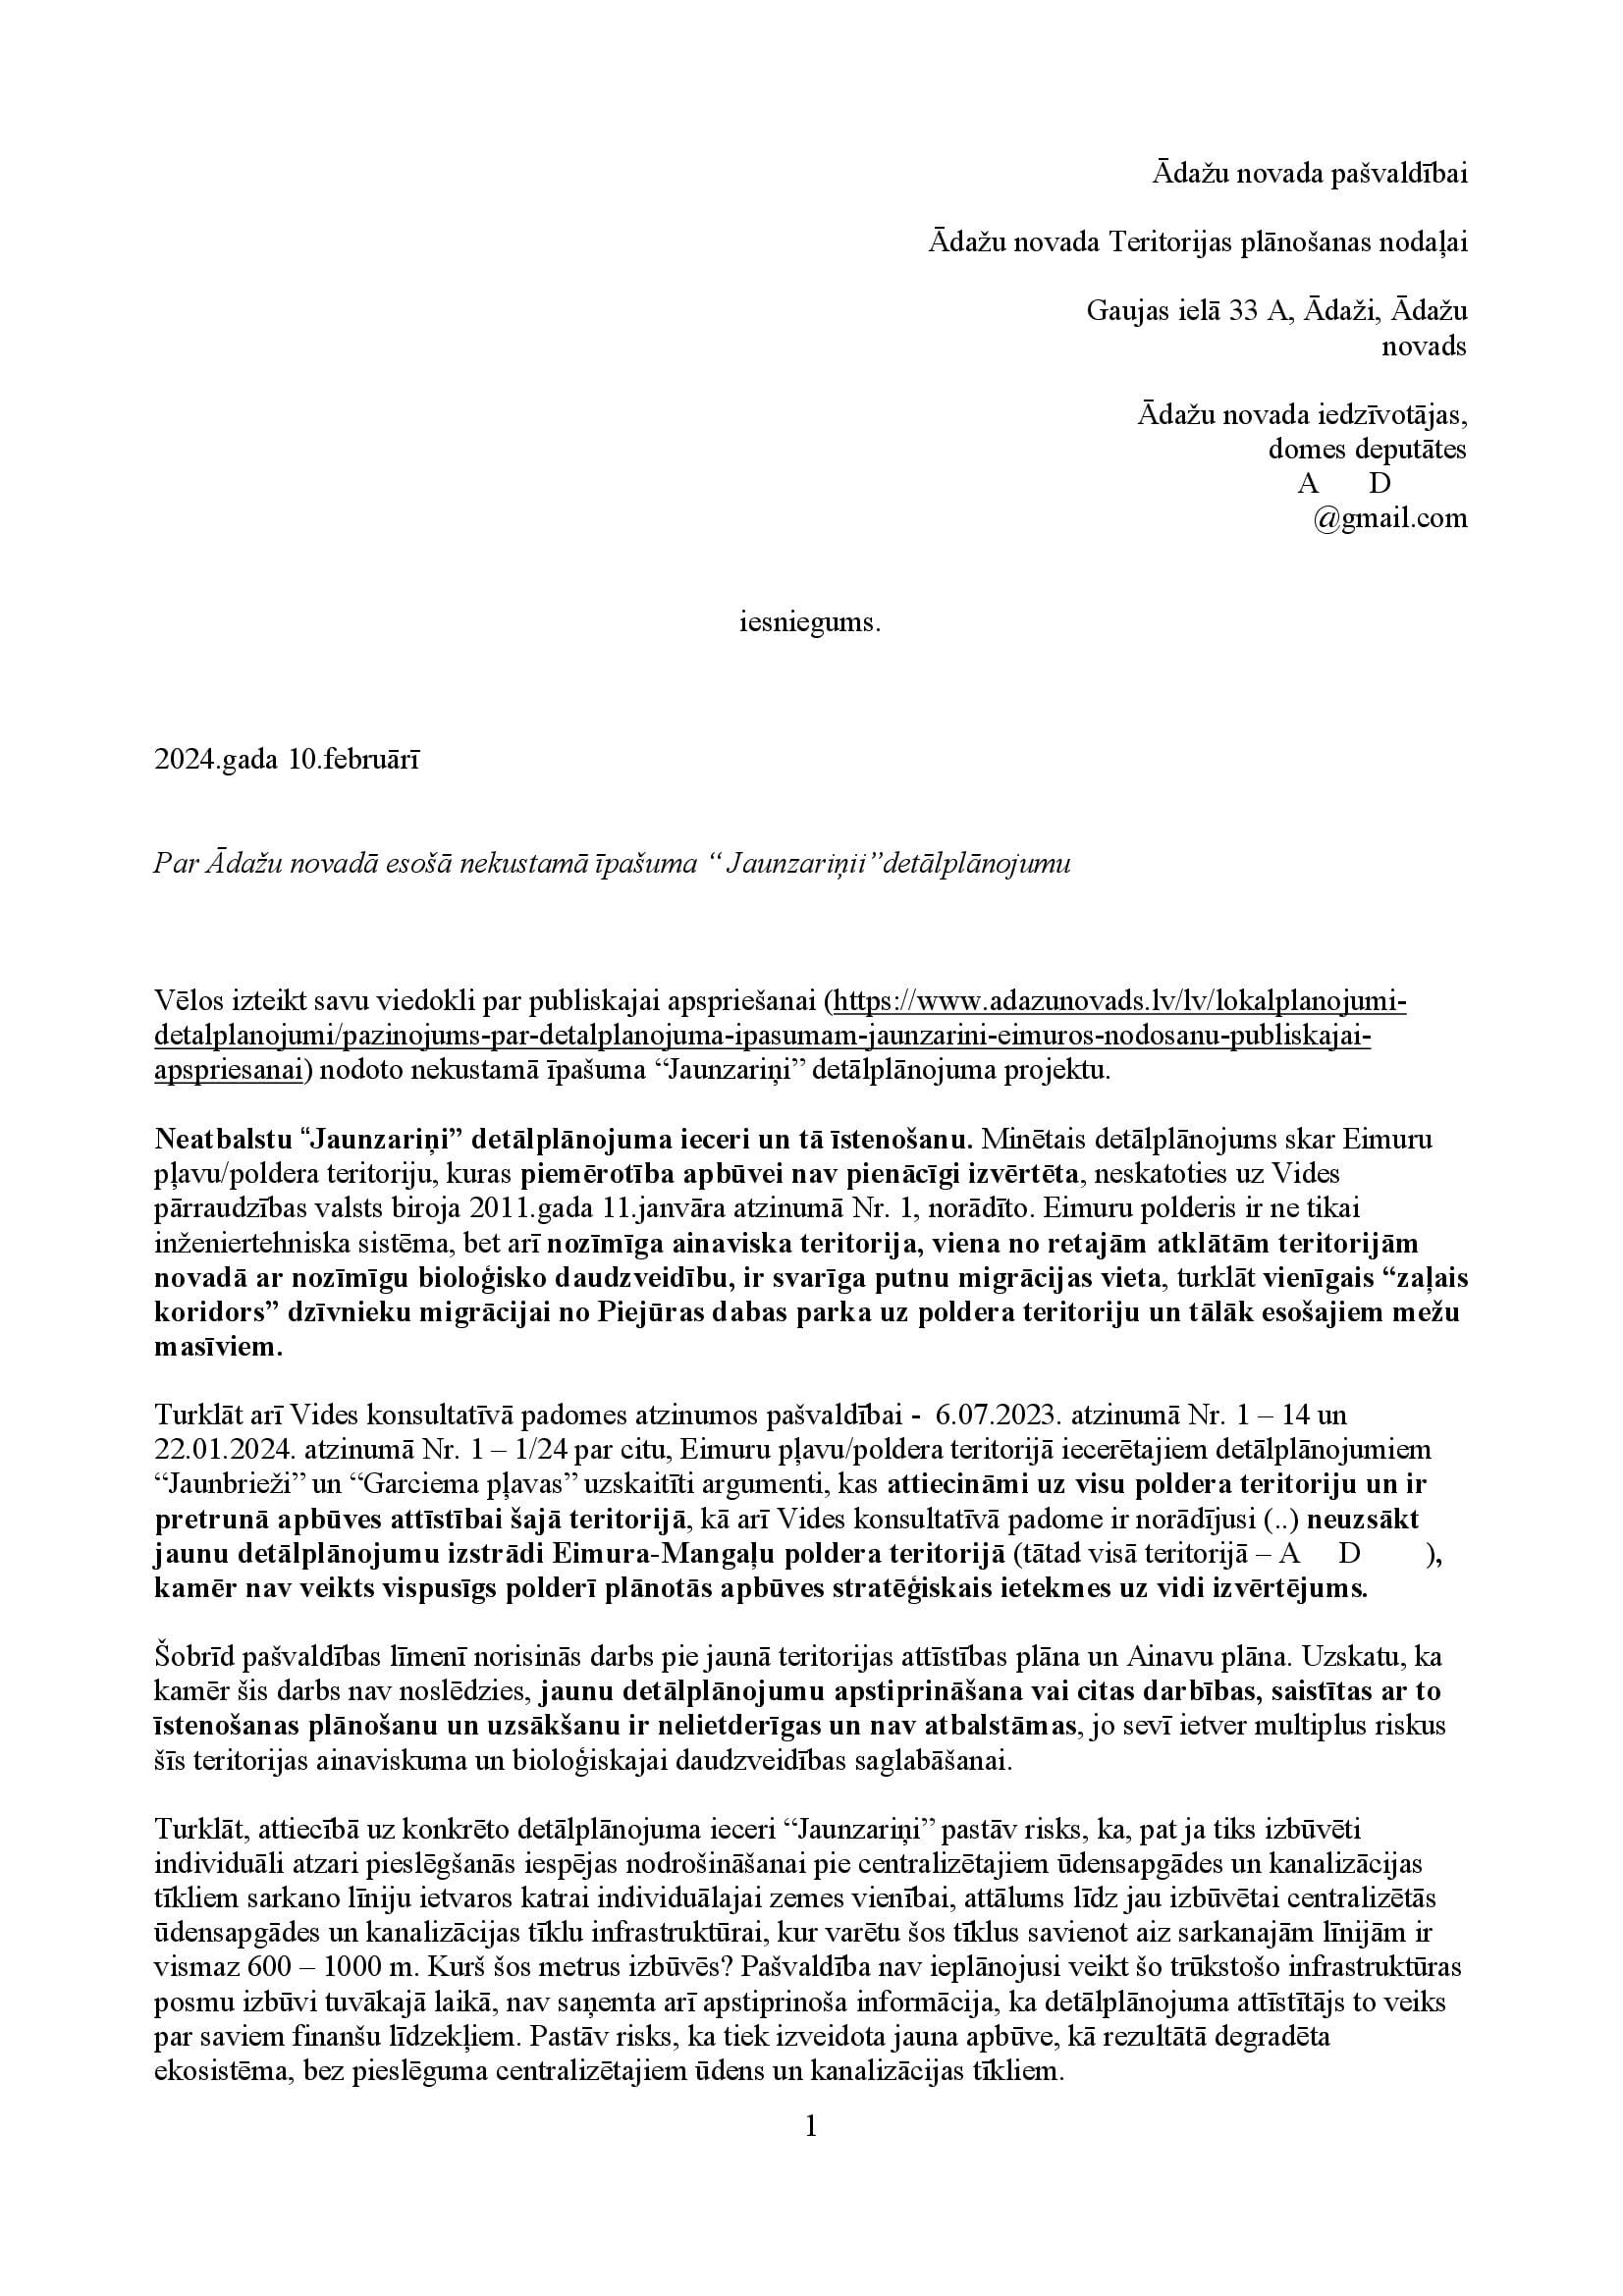 Ādažu novada pašvaldībai
Ādažu novada Teritorijas plānošanas nodaļai
Gaujas ielā 33 A, Ādaži, Ādažu
novads
Ādažu novada iedzīvotājas,
domes deputātes
A D
@gmail.com
iesniegums.
2024.gada 10.februārī
Par Ādažu novadā esošā nekustamā īpašuma “ Jaunzariņii”detālplānojumu
Vēlos izteikt savu viedokli par publiskajai apspriešanai (https://www.adazunovads.lv/lv/lokalplanojumi-
detalplanojumi/pazinojums-par-detalplanojuma-ipasumam-jaunzarini-eimuros-nodosanu-publiskajai-
apspriesanai) nodoto nekustamā īpašuma “Jaunzariņi” detālplānojuma projektu.
Neatbalstu “Jaunzariņi” detālplānojuma ieceri un tā īstenošanu. Minētais detālplānojums skar Eimuru
pļavu/poldera teritoriju, kuras piemērotība apbūvei nav pienācīgi izvērtēta, neskatoties uz Vides
pārraudzības valsts biroja 2011.gada 11.janvāra atzinumā Nr. 1, norādīto. Eimuru polderis ir ne tikai
inženiertehniska sistēma, bet arī nozīmīga ainaviska teritorija, viena no retajām atklātām teritorijām
novadā ar nozīmīgu bioloģisko daudzveidību, ir svarīga putnu migrācijas vieta, turklāt vienīgais “zaļais
koridors” dzīvnieku migrācijai no Piejūras dabas parka uz poldera teritoriju un tālāk esošajiem mežu
masīviem.
Turklāt arī Vides konsultatīvā padomes atzinumos pašvaldībai - 6.07.2023. atzinumā Nr. 1 – 14 un
22.01.2024. atzinumā Nr. 1 – 1/24 par citu, Eimuru pļavu/poldera teritorijā iecerētajiem detālplānojumiem
“Jaunbrieži” un “Garciema pļavas” uzskaitīti argumenti, kas attiecināmi uz visu poldera teritoriju un ir
pretrunā apbūves attīstībai šajā teritorijā, kā arī Vides konsultatīvā padome ir norādījusi (..) neuzsākt
jaunu detālplānojumu izstrādi Eimura-Mangaļu poldera teritorijā (tātad visā teritorijā – A D ),
kamēr nav veikts vispusīgs polderī plānotās apbūves stratēģiskais ietekmes uz vidi izvērtējums.
Šobrīd pašvaldības līmenī norisinās darbs pie jaunā teritorijas attīstības plāna un Ainavu plāna. Uzskatu, ka
kamēr šis darbs nav noslēdzies, jaunu detālplānojumu apstiprināšana vai citas darbības, saistītas ar to
īstenošanas plānošanu un uzsākšanu ir nelietderīgas un nav atbalstāmas, jo sevī ietver multiplus riskus
šīs teritorijas ainaviskuma un bioloģiskajai daudzveidības saglabāšanai.
Turklāt, attiecībā uz konkrēto detālplānojuma ieceri “Jaunzariņi” pastāv risks, ka, pat ja tiks izbūvēti
individuāli atzari pieslēgšanās iespējas nodrošināšanai pie centralizētajiem ūdensapgādes un kanalizācijas
tīkliem sarkano līniju ietvaros katrai individuālajai zemes vienībai, attālums līdz jau izbūvētai centralizētās
ūdensapgādes un kanalizācijas tīklu infrastruktūrai, kur varētu šos tīklus savienot aiz sarkanajām līnijām ir
vismaz 600 – 1000 m. Kurš šos metrus izbūvēs? Pašvaldība nav ieplānojusi veikt šo trūkstošo infrastruktūras
posmu izbūvi tuvākajā laikā, nav saņemta arī apstiprinoša informācija, ka detālplānojuma attīstītājs to veiks
par saviem finanšu līdzekļiem. Pastāv risks, ka tiek izveidota jauna apbūve, kā rezultātā degradēta
ekosistēma, bez pieslēguma centralizētajiem ūdens un kanalizācijas tīkliem.
1